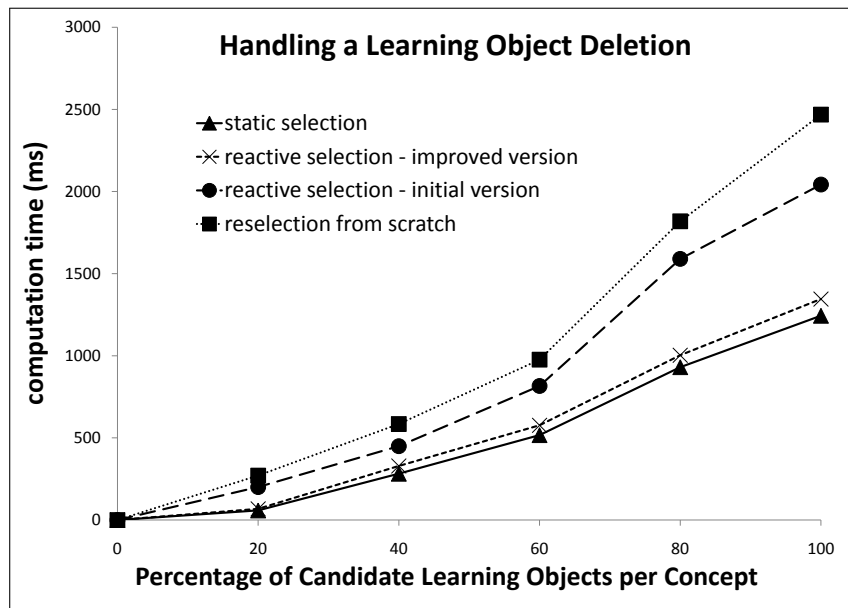 Handling a Learning Object Deletion
3000
2500
2000
1500
1000
500
0
computation time (ms)
static selection
reactive selection - improved version
reactive selection - initial version
reselection from scratch
0 20 40 60 80 100
Percentage of Candidate Learning Objects per Concept